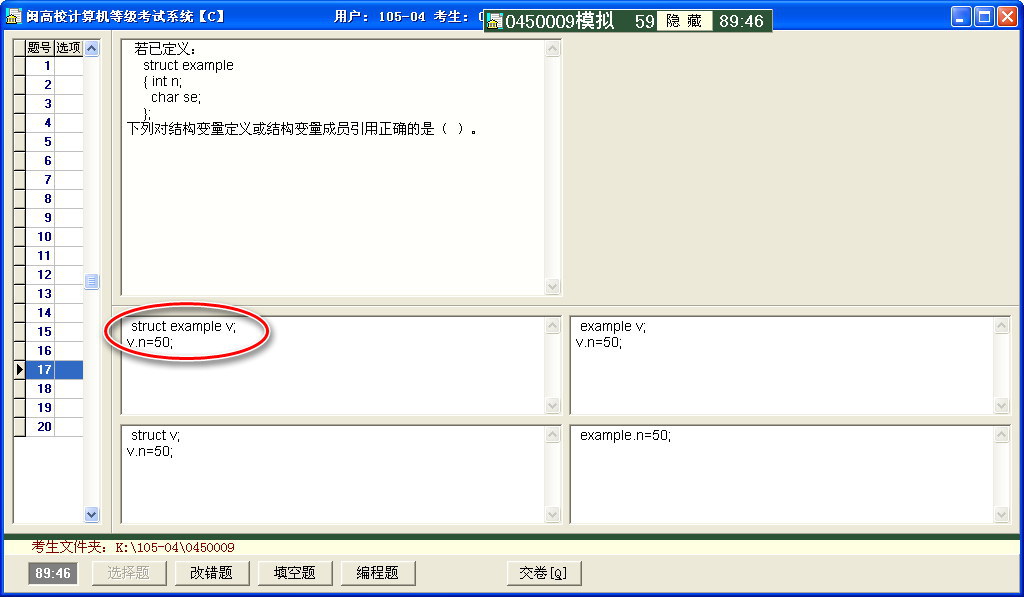 闽高校计算机等级考试系统【C】
用户: 105-04 考生:
0450009模拟 59 隐 藏 89:46
题号 选项
1
2
3
4
5
6
7
8
9
10
11
12
13
14
15
16
17
18
19
20
若已定义:
struct example
{ int n;
char se;
};
下列对结构变量定义或结构变量成员引用正确的是（ ）。
struct example v;
v.n=50;
example v;
v.n=50;
struct v;
v.n=50;
example.n=50;
考生文件夹: K:\105-04\0450009
89:46 选择题 改错题 填空题 编程题 交卷[Q]